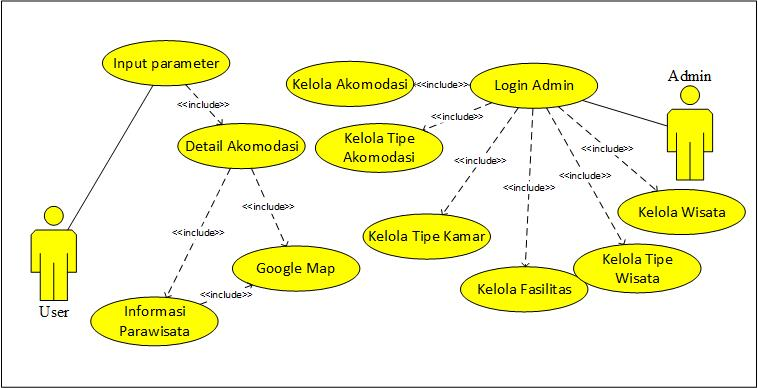 Input parameter
<<include>>
Detail Akomodasi
<<include>>
<<include>>
Google Map
<<include>>
Informasi
Parawisata
User
Kelola Akomodasi
<<include>>
Login Admin
Admin
<<include>>
Kelola Tipe
Akomodasi
<<include>>
<<include>>
<<include>>
<<include>>
Kelola Tipe Kamar
Kelola Fasilitas
Kelola Tipe
Wisata
Kelola Wisata